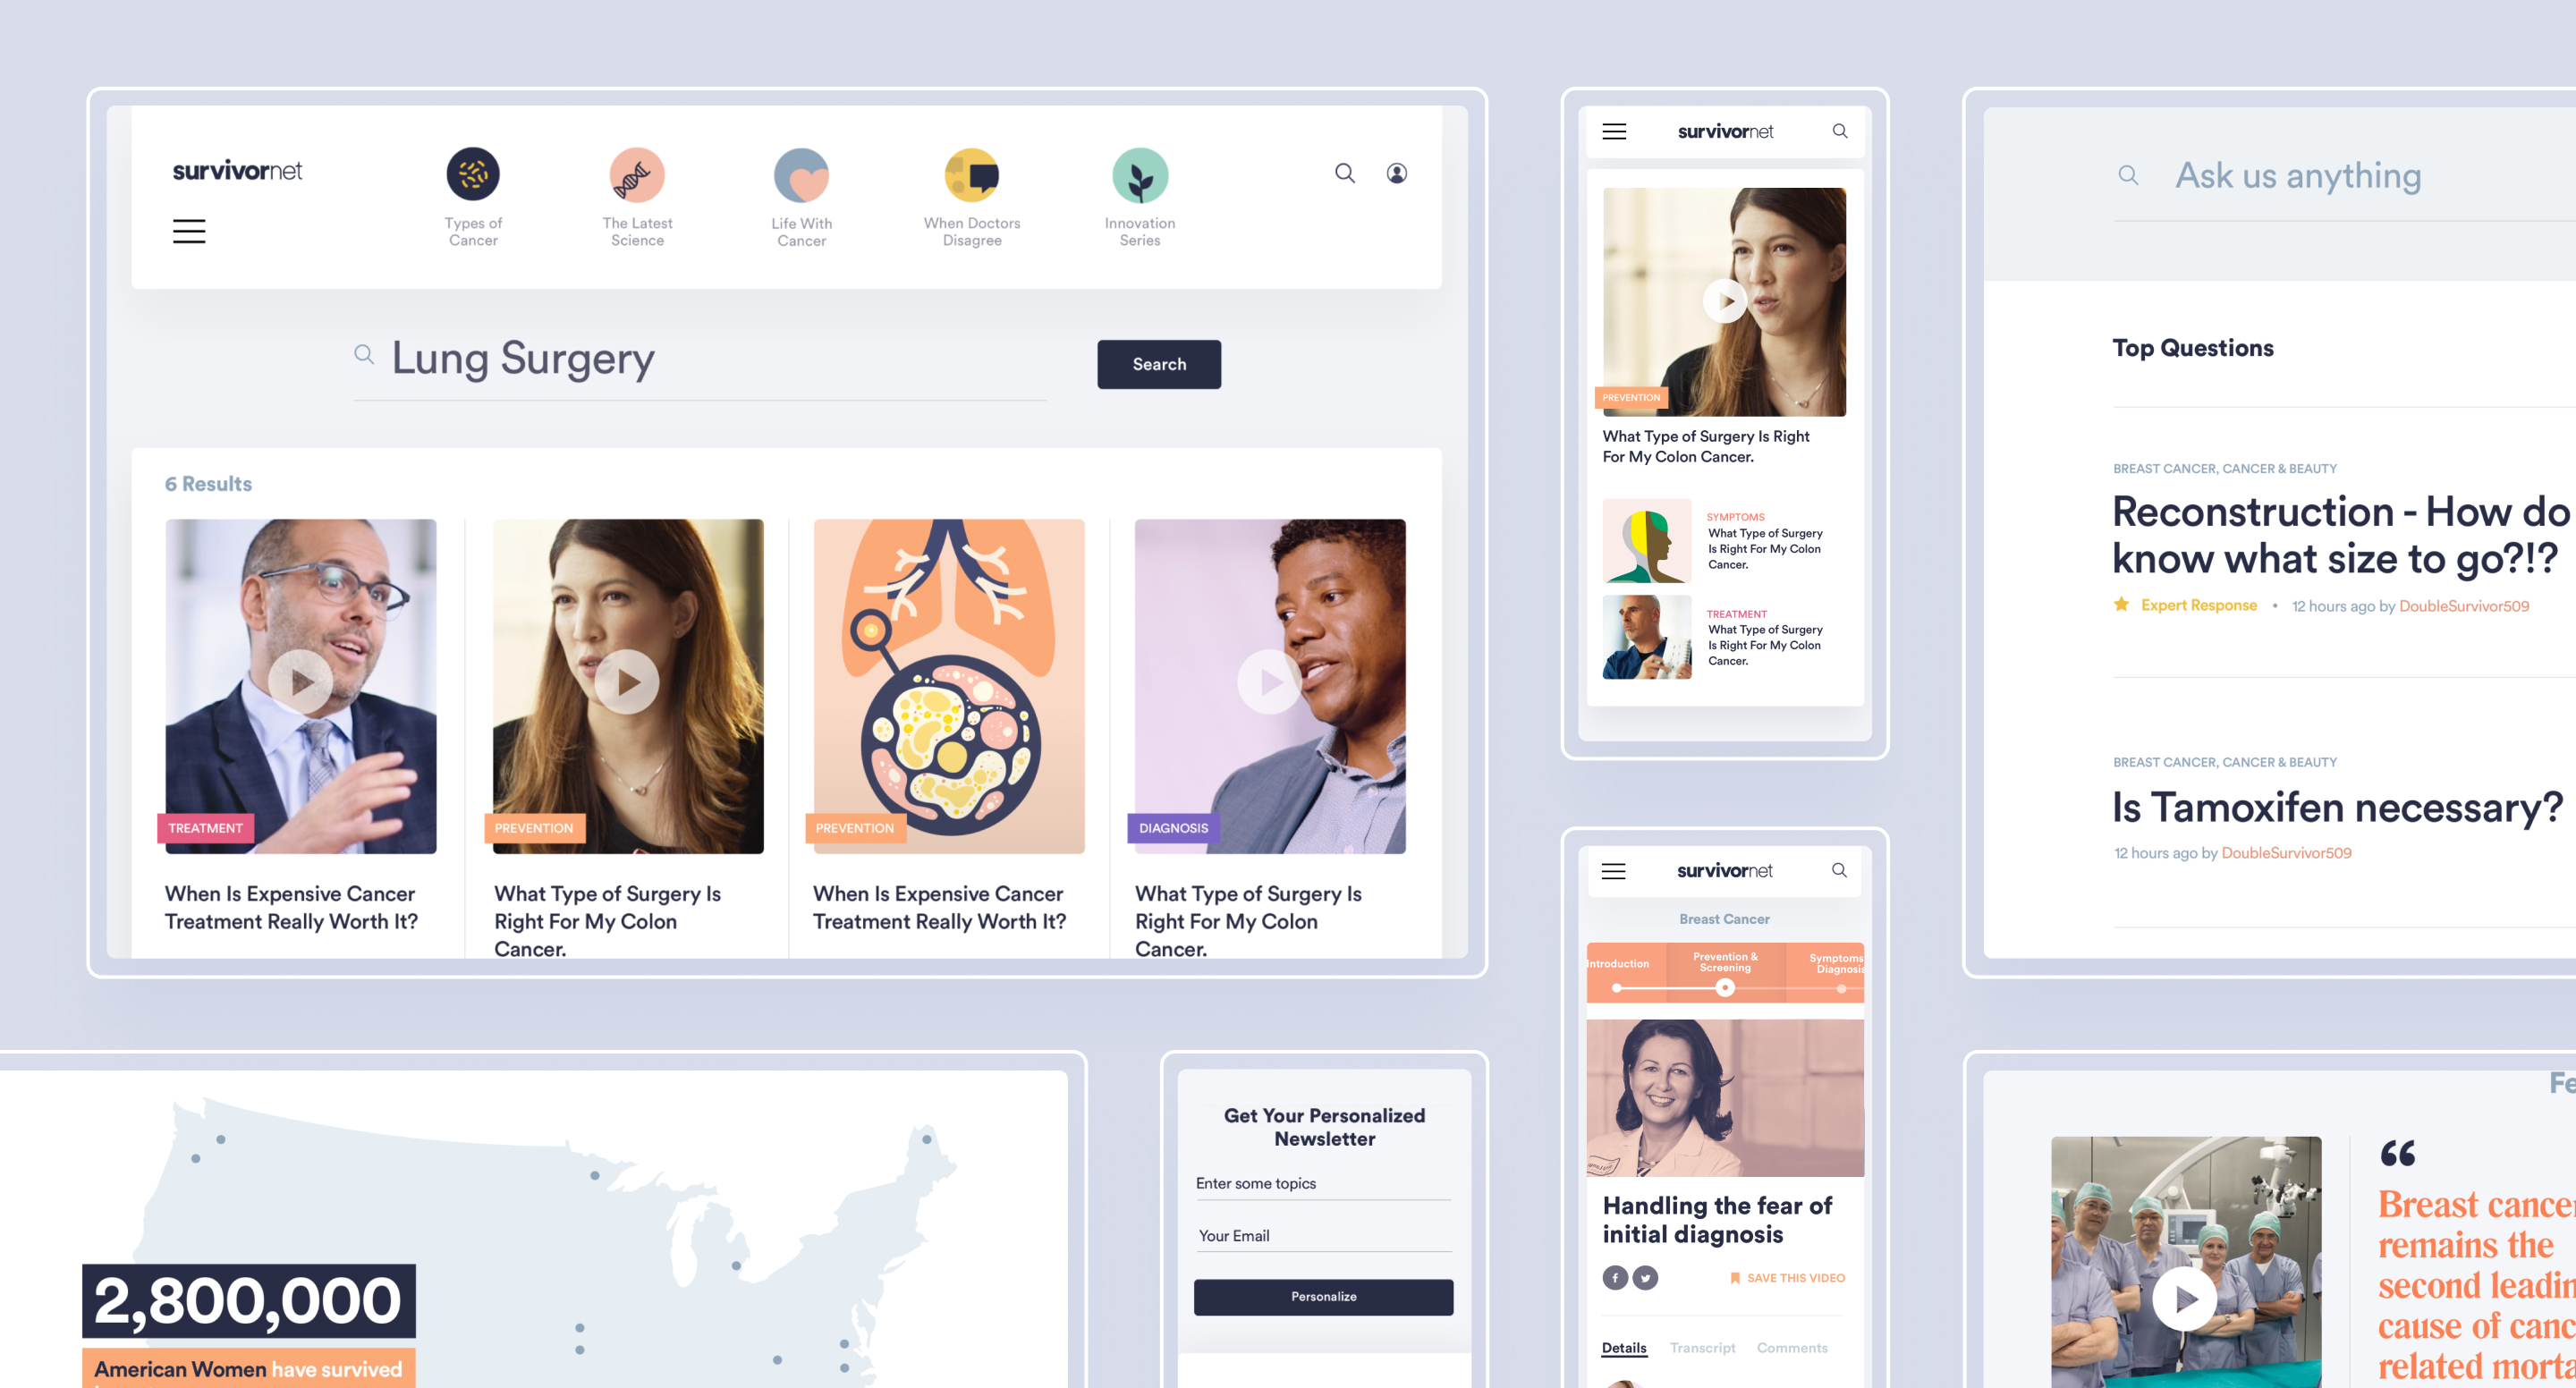 survivornet
Types of
Cancer
The Latest
Science
Life With
Cancer
When Doctors
Disagree
Innovation
Series
Lung Surgery
Search
6 Results
TREATMENT
When Is Expensive Cancer
Treatment Really Worth It?
PREVENTION
What Type of Surgery Is
Right For My Colon
Cancer.
PREVENTION
When Is Expensive Cancer
Treatment Really Worth It?
DIAGNOSIS
What Type of Surgery Is
Right For My Colon
Cancer.
survivornet
PREVENTION
What Type of Surgery Is Right
For My Colon Cancer.
SYMPTOMS
What Type of Surgery
Is Right For My Colon
Cancer.
TREATMENT
What Type of Surgery
Is Right For My Colon
Cancer.
Ask us anything
Top Questions
BREAST CANCER, CANCER & BEAUTY
Reconstruction - How do
know what size to go?!?
Expert Response • 12 hours ago by DoubleSurvivor509
BREAST CANCER, CANCER & BEAUTY
Is Tamoxifen necessary?
12 hours ago by DoubleSurvivor509
2,800,000
American Women have survived
Get Your Personalized
Newsletter
Enter some topics
Your Email
Personalize
survivornet
Breast Cancer
Introduction
Prevention &
Screening
Symptoms
Diagnosis
Handling the fear of
initial diagnosis
SAVE THIS VIDEO
Details Transcript Comments
“
Breast cancer
remains the
second leadin
cause of canc
related morta